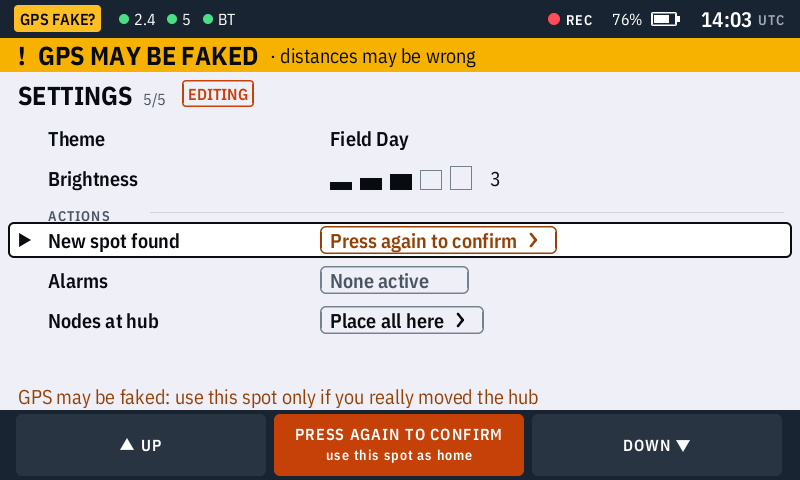 GPS FAKE? 2.4 5 BT REC 76% 14:03 UTC
! GPS MAY BE FAKED · distances may be wrong
SETTINGS 5/5 EDITING
Theme Field Day
Brightness 3
ACTIONS
New spot found Press again to confirm
Alarms None active
Nodes at hub Place all here
GPS may be faked: use this spot only if you really moved the hub
UP PRESS AGAIN TO CONFIRM DOWN
use this spot as home